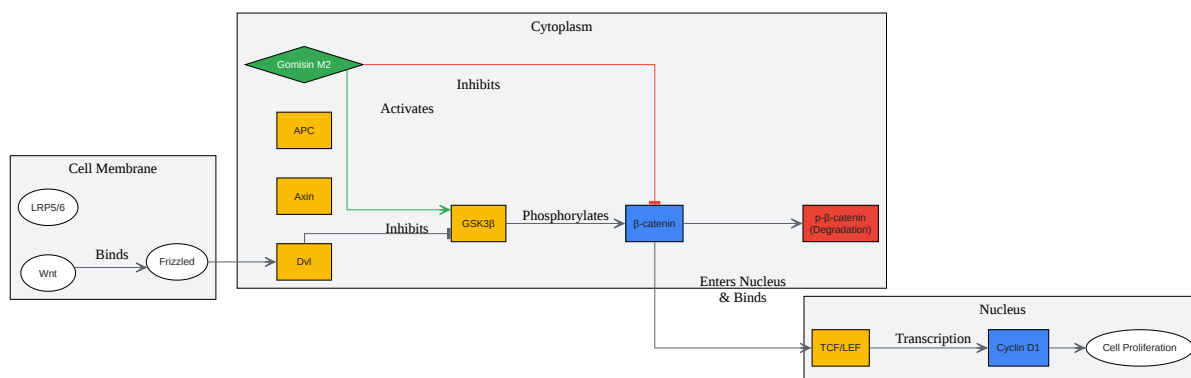 Cytoplasm
Gomisin M2
Inhibits
Activates
APC
Cell Membrane
LRP5/6
Axin
GSK3β
Phosphorylates
β-catenin
p-β-catenin
(Degradation)
Inhibits
Binds
Wnt
Frizzled
Dvl
Enters Nucleus
& Binds
Nucleus
TCF/LEF
Transcription
Cyclin D1
Cell Proliferation